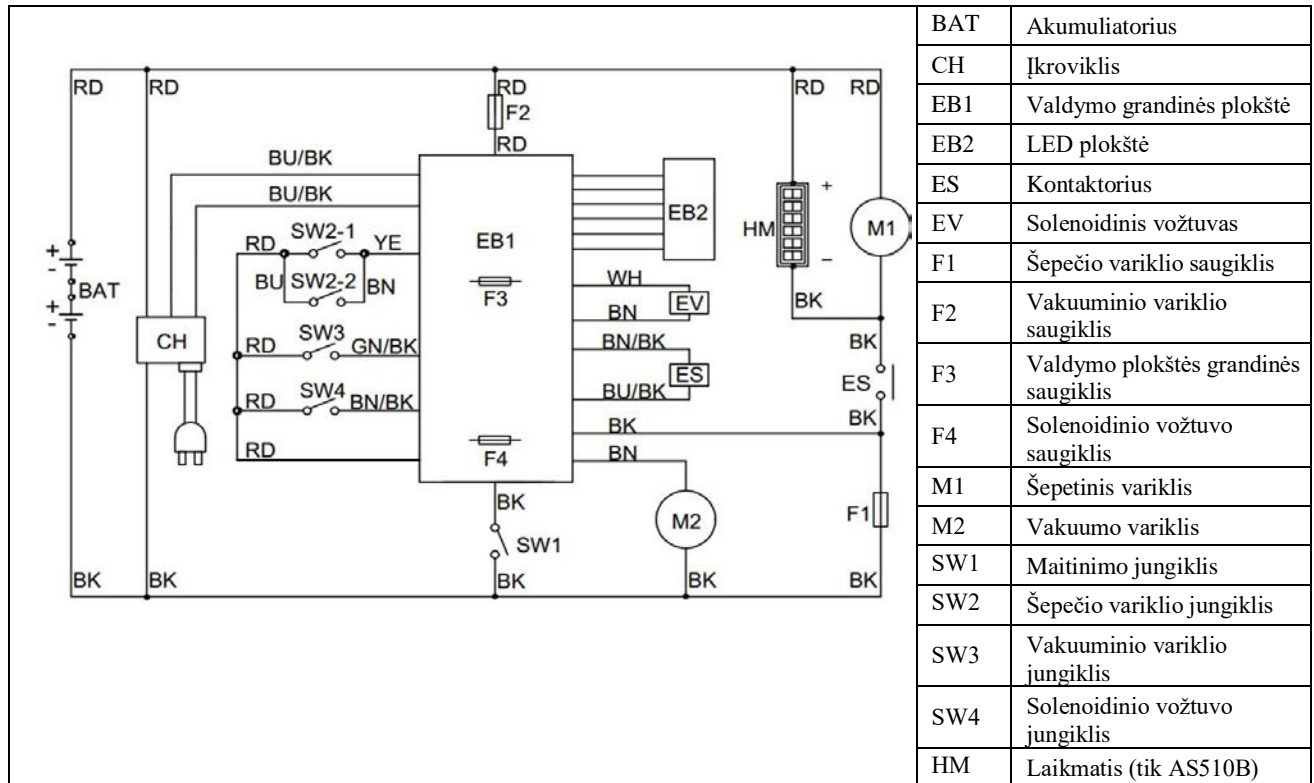 RD
RD
RD
F2
RD
RD
RD
BU/BK
BU/BK
SW2-1
RD
YE
BU
SW2-2
BN
EB1
EB2
F3
HM
+
−
M1
+
-
+
-
BAT
WH
EV
BN
BK
CH
SW3
RD
GN/BK
BN/BK
ES
BU/BK
BK
ES
BK
SW4
RD
BN/BK
RD
F4
BK
BN
BK
SW1
M2
F1
BK
BK
BK
BK
BK
BAT Akumuliatorius
CH Įkroviklis
EB1 Valdymo grandinės plokštė
EB2 LED plokštė
ES Kontaktorius
EV Solenoidinis vožtuvas
F1 Šepečio variklio saugiklis
F2 Vakuuminio variklio
saugiklis
F3 Valdymo plokštės grandinės
saugiklis
F4 Solenoidinio vožtuvo
saugiklis
M1 Šepetinis variklis
M2 Vakuumo variklis
SW1 Maitinimo jungiklis
SW2 Šepečio variklio jungiklis
SW3 Vakuuminio variklio
jungiklis
SW4 Solenoidinio vožtuvo
jungiklis
HM Laikmatis (tik AS510B)